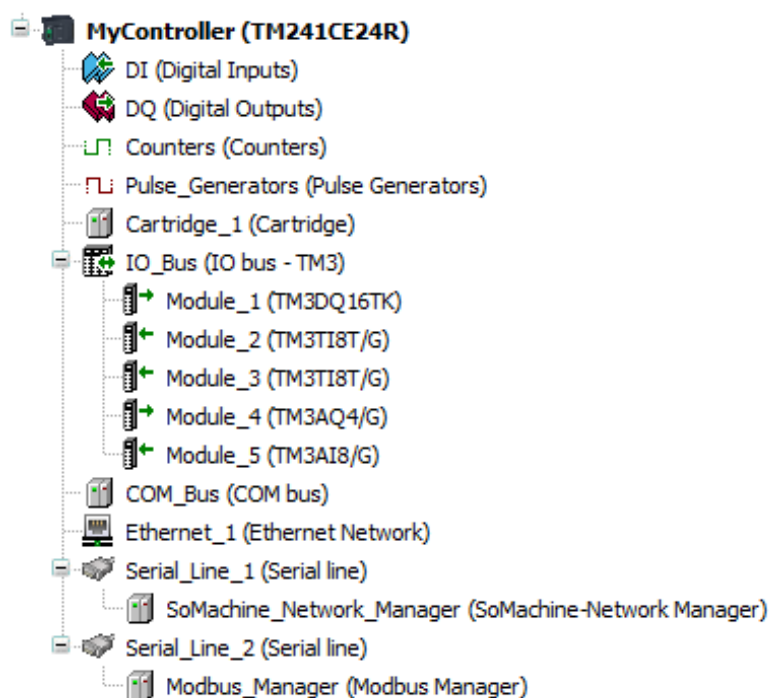 MyController (TM241CE24R)
DI (Digital Inputs)
DQ (Digital Outputs)
Counters (Counters)
Pulse_Generators (Pulse Generators)
Cartridge_1 (Cartridge)
IO_Bus (IO bus - TM3)
Module_1 (TM3DQ16TK)
Module_2 (TM3TI8T/G)
Module_3 (TM3TI8T/G)
Module_4 (TM3AQ4/G)
Module_5 (TM3AI8/G)
COM_Bus (COM bus)
Ethernet_1 (Ethernet Network)
Serial_Line_1 (Serial line)
SoMachine_Network_Manager (SoMachine-Network Manager)
Serial_Line_2 (Serial line)
Modbus_Manager (Modbus Manager)